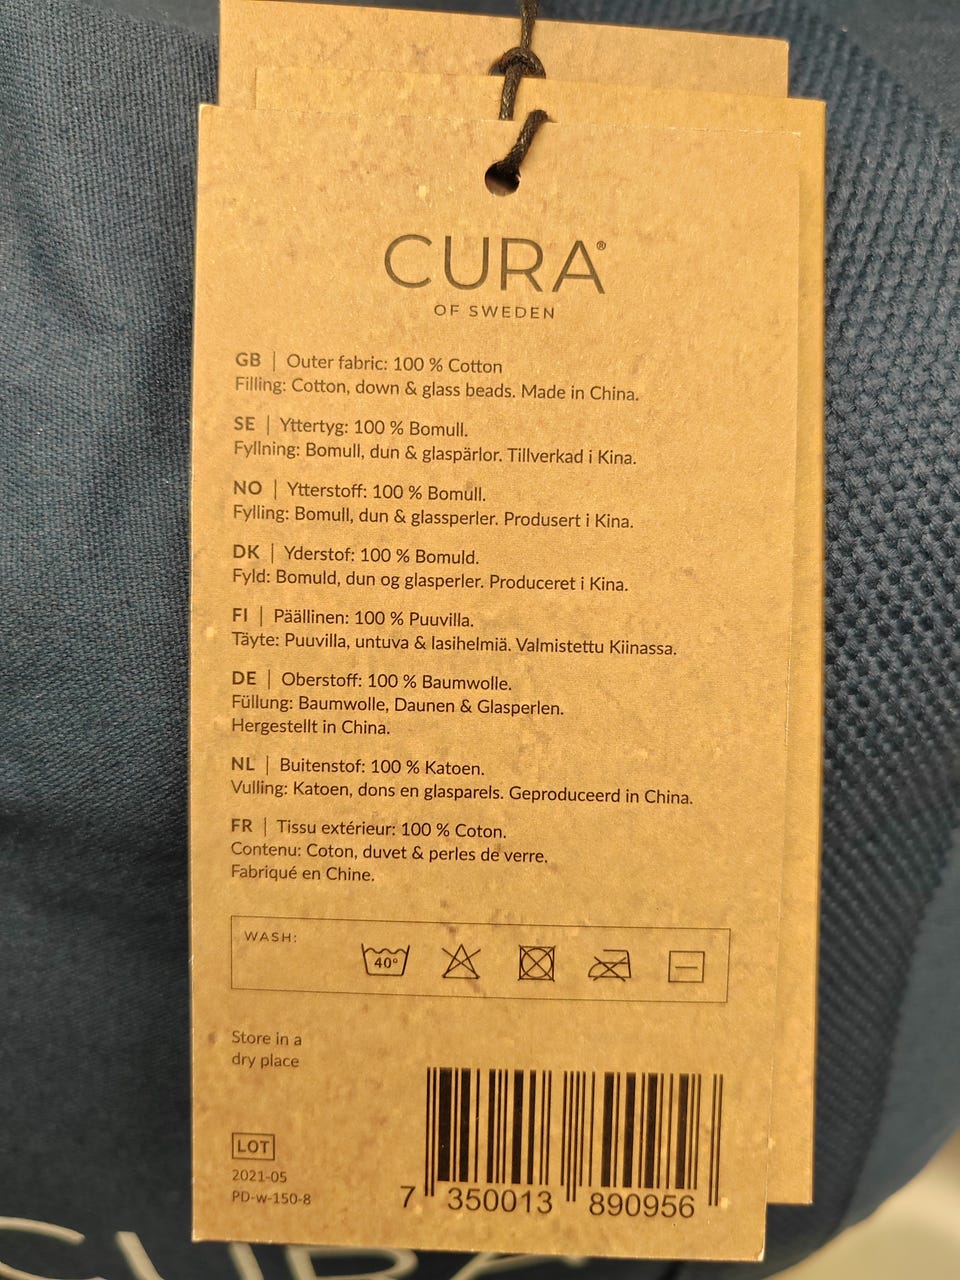 CURA®
OF SWEDEN
GB | Outer fabric: 100 % Cotton
Filling: Cotton, down & glass beads. Made in China.
SE | Yttertyg: 100 % Bomull.
Fyllning: Bomull, dun & glaspärlor. Tillverkad i Kina.
NO | Ytterstoff: 100 % Bomull.
Fylling: Bomull, dun & glassperler. Produsert i Kina.
DK | Yderstof: 100 % Bomuld.
Fyld: Bomuld, dun og glasperler. Produceret i Kina.
FI | Päällinen: 100 % Puuvilla.
Täyte: Puuvilla, untuva & lasihelmiä. Valmistettu Kiinassa.
DE | Oberstoff: 100 % Baumwolle.
Füllung: Baumwolle, Daunen & Glasperlen.
Hergestellt in China.
NL | Buitenstof: 100 % Katoen.
Vulling: Katoen, dons en glasparels. Geproduceerd in China.
FR | Tissu extérieur: 100 % Coton.
Contenu: Coton, duvet & perles de verre.
Fabriqué en Chine.
WASH:
40°
Store in a
dry place
LOT
2021-05
PD-w-150-8
7 350013 890956
CURA